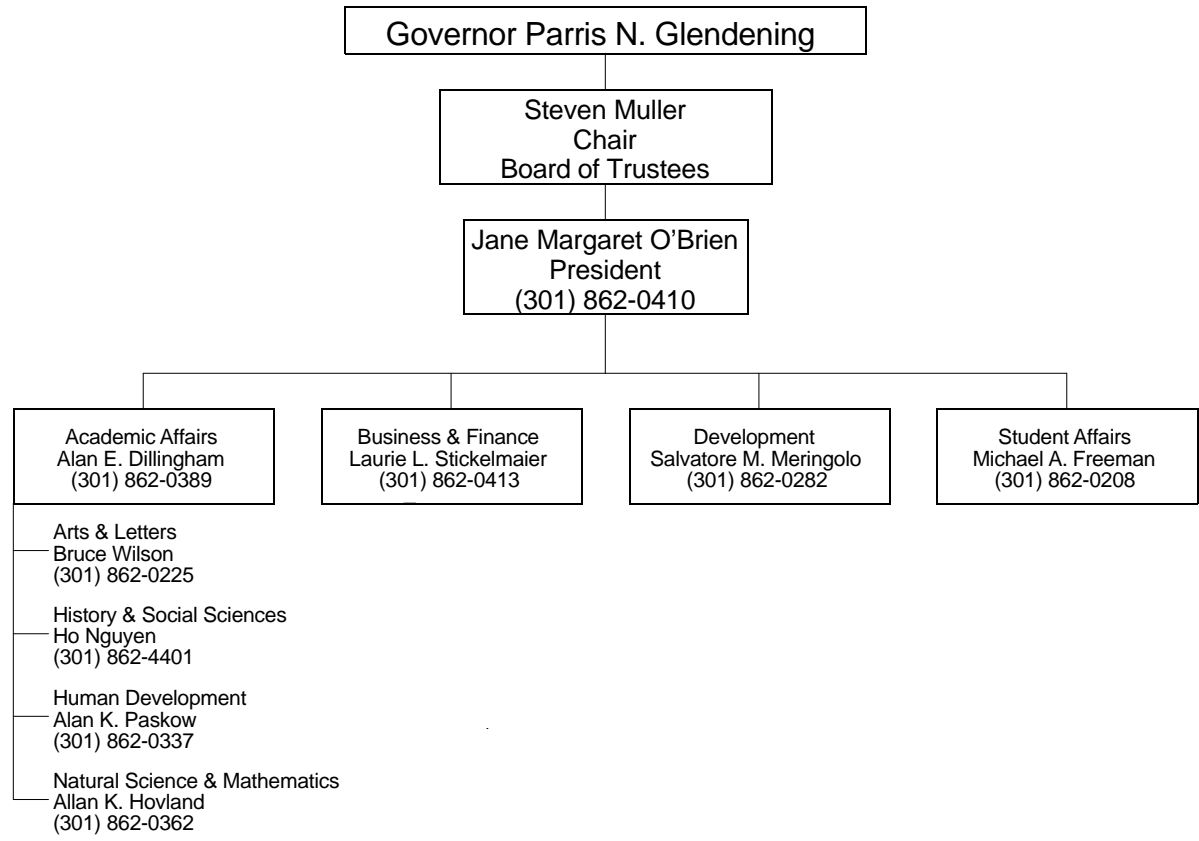 Governor Parris N. Glendening
Steven Muller
Chair
Board of Trustees
Jane Margaret O'Brien
President
(301) 862-0410
Academic Affairs
Alan E. Dillingham
(301) 862-0389
Business & Finance
Laurie L. Stickelmaier
(301) 862-0413
Development
Salvatore M. Meringolo
(301) 862-0282
Student Affairs
Michael A. Freeman
(301) 862-0208
Arts & Letters
Bruce Wilson
(301) 862-0225
History & Social Sciences
Ho Nguyen
(301) 862-4401
Human Development
Alan K. Paskow
(301) 862-0337
Natural Science & Mathematics
Allan K. Hovland
(301) 862-0362